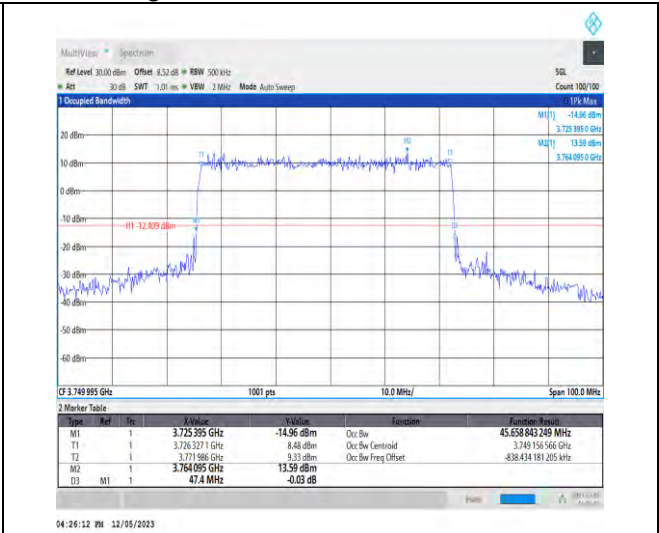 MultiView Spectrum
Ref Level 30.00 dBm Offset 8.52 dB RBW 500 kHz SGL
Att 30 dB SWT 1.01 ms VBW 2 MHz Mode Auto Sweep Count 100/100
1 Occupied Bandwidth 1Pk Max
M1[1] -14.96 dBm
3.725 395 0 GHz
M2[1] 13.59 dBm
3.764 095 0 GHz
20 dBm
M2
T1
10 dBm
0 dBm
-10 dBm
H1 -12.409 dBm
M1
D3
-20 dBm
-30 dBm
-40 dBm
-50 dBm
-60 dBm
CF 3.749 995 GHz 1001 pts 10.0 MHz/ Span 100.0 MHz
2 Marker Table
Type Ref Trc X-Value Y-Value Function Function Result
M1 1 3.725 395 GHz -14.96 dBm Occ Bw 45.658 843 249 MHz
T1 1 3.726 327 1 GHz 8.48 dBm Occ Bw Centroid 3.749 156 566 GHz
T2 1 3.771 986 GHz 9.33 dBm Occ Bw Freq Offset -838.434 181 205 kHz
M2 1 3.764 095 GHz 13.59 dBm
D3 M1 1 47.4 MHz -0.03 dB
04:26:12 PM 12/05/2023